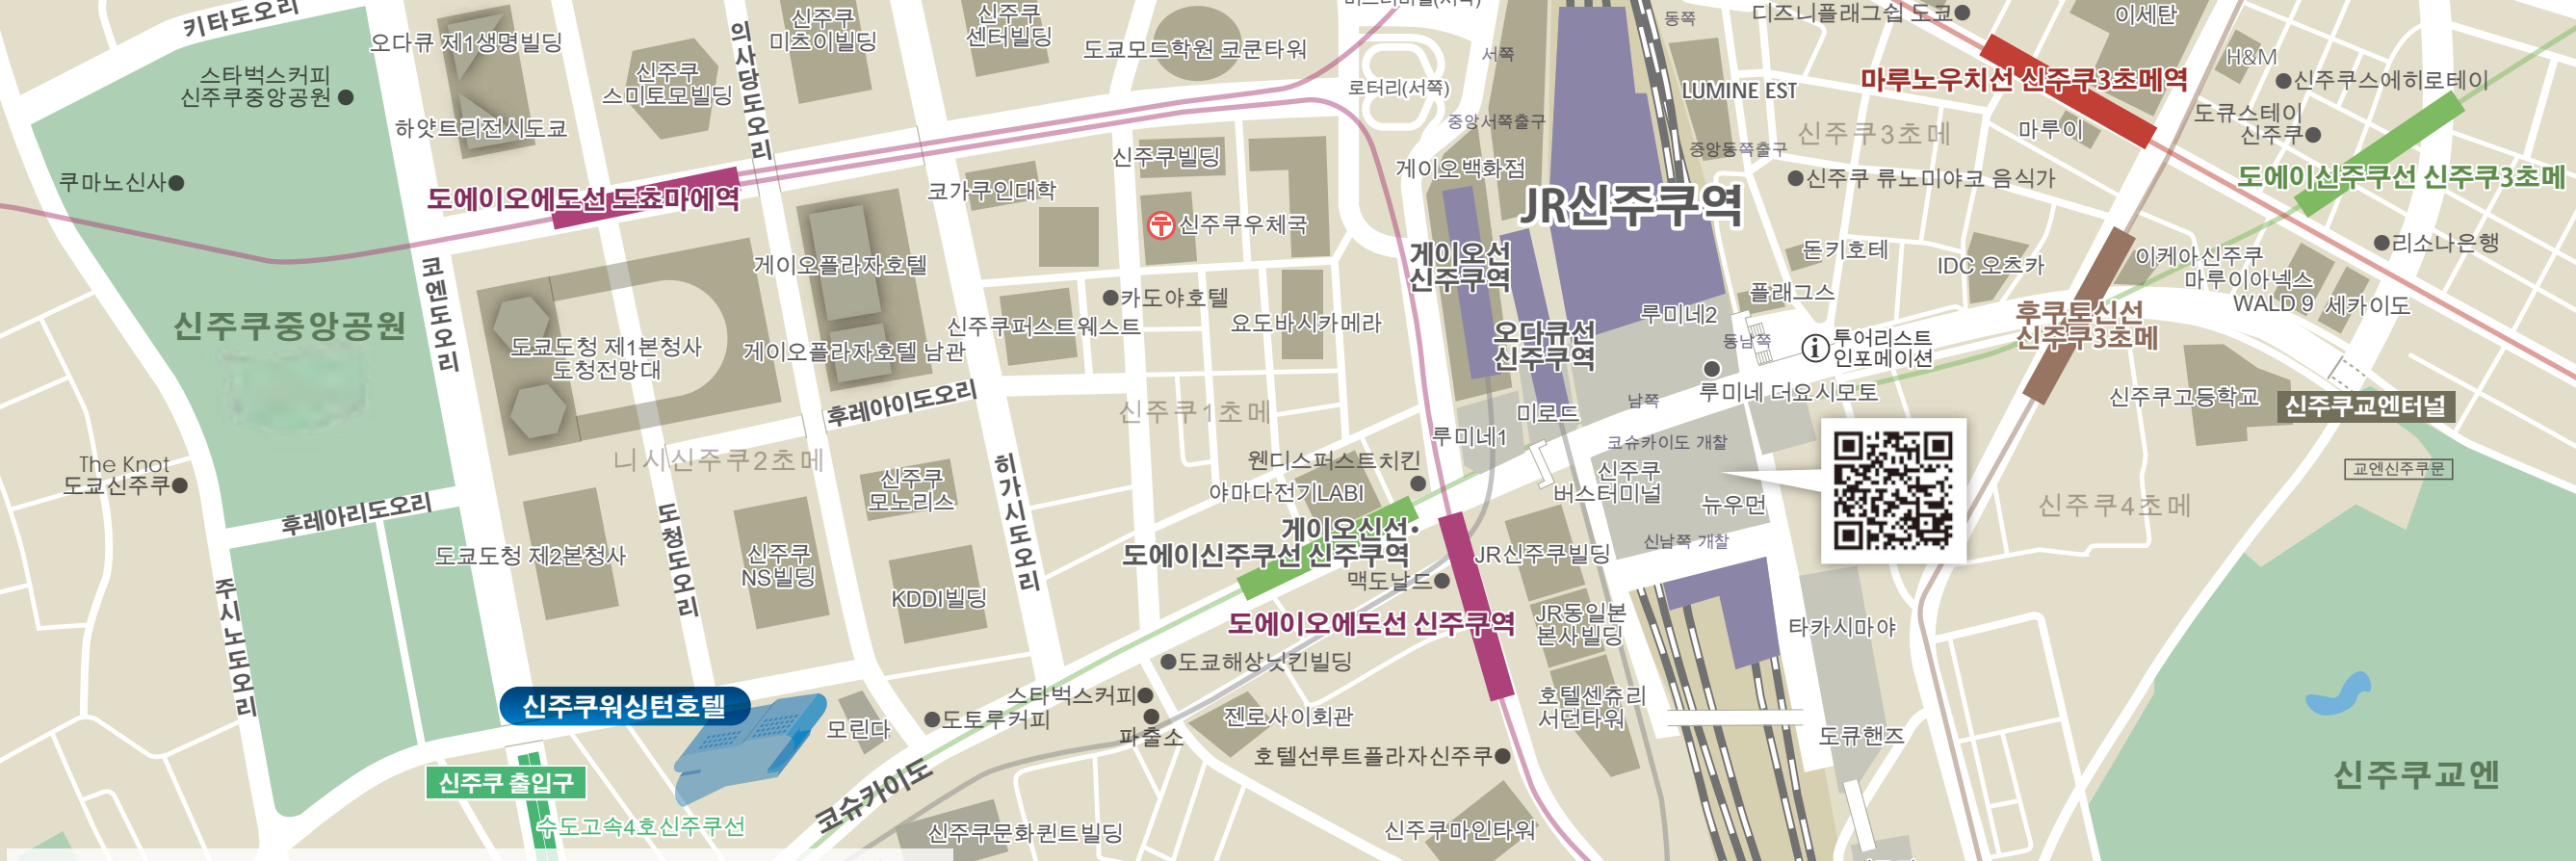 키타도오리
오다큐 제1생명빌딩
스타벅스커피
신주쿠중앙공원
하얏트리전시도쿄
쿠마노신사
신주쿠
스미토모빌딩
의사당도오리
신주쿠
미츠이빌딩
신주쿠
센터빌딩
도쿄모드학원 코쿤타워
로터리(서쪽)
서쪽
중앙서쪽출구
동쪽
디즈니플래그쉽 도쿄
이세탄
H&M
LUMINE EST
마루노우치선 신주쿠3초메역
신주쿠스에히로테이
도큐스테이
신주쿠
마루이
신주쿠3초메
중앙동쪽출구
신주쿠 류노미야코 음식가
도에이신주쿠선 신주쿠3초메
도에이오에도선 도쵸마에역
신주쿠빌딩
코가쿠인대학
게이오백화점
JR신주쿠역
신주쿠우체국
리소나은행
게이오플라자호텔
게이오선
신주쿠역
돈키호테
IDC 오츠카
이케아신주쿠
마루이아넥스
WALD 9
세카이도
코엔도오리
카도야호텔
플래그스
신주쿠중앙공원
신주쿠퍼스트웨스트
요도바시카메라
루미네2
후쿠토신선
신주쿠3초메
도쿄도청 제1본청사
도청전망대
게이오플라자호텔 남관
오다큐선
신주쿠역
동남쪽
투어리스트
인포메이션
루미네 더요시모토
신주쿠고등학교
신주쿠교엔터널
후레아이도오리
신주쿠1초메
미로드
남쪽
루미네1
코슈카이도 개찰
The Knot
도쿄신주쿠
니시신주쿠2초메
신주쿠
모노리스
히가시도오리
웬디스퍼스트치킨
야마다전기LABI
신주쿠
버스터미널
뉴우먼
교엔신주쿠문
신주쿠4초메
후레아리도오리
도쿄도청 제2본청사
도청도오리
신주쿠
NS빌딩
KDDI빌딩
게이오신선·
도에이신주쿠선 신주쿠역
JR신주쿠빌딩
신남쪽 개찰
맥도날드
주시노도오리
도에이오에도선 신주쿠역
JR동일본
본사빌딩
타카시마야
도쿄해상닛킨빌딩
신주쿠워싱턴호텔
모린다
도토루커피
스타벅스커피
파출소
젠로사이회관
호텔센츄리
서던타워
호텔선루트플라자신주쿠
도큐핸즈
신주쿠교엔
신주쿠 출입구
수도고속4호신주쿠선
코슈카이도
신주쿠문화퀸트빌딩
신주쿠마인타워